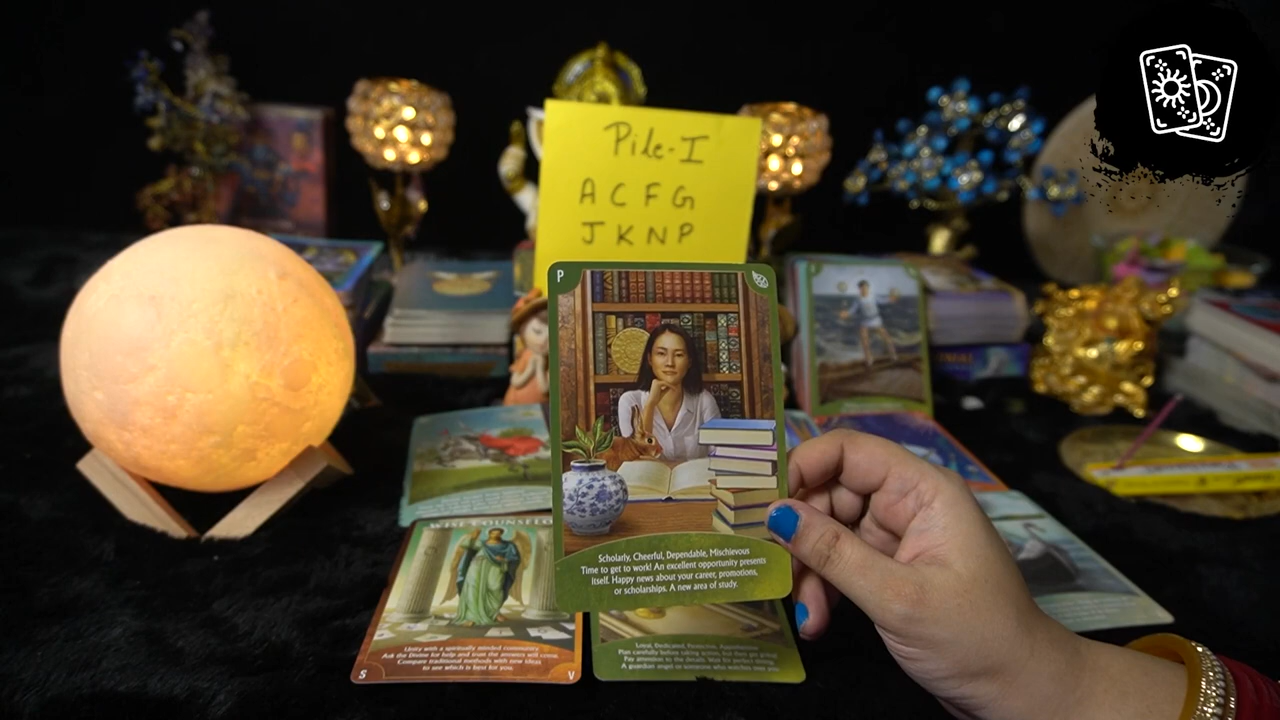 Pile-I
A C F G
J K N P
P
Scholarly, Cheerful, Dependable, Mischievous
Time to get to work! An excellent opportunity presents
itself. Happy news about your career, promotions,
or scholarships. A new area of study.
WISE COUNSELO
Unity with a spiritually minded community.
Ask the Divine for help and trust the answers will come.
Compare traditional methods with new ideas
to see which is best for you.
S
V
Loyal, Dedicated, Perceptive, Apprehensive
Plan carefully before taking action, but then get going!
Pay attention to the details. Wait for perfect timing.
A guardian angel or someone who watches over you.